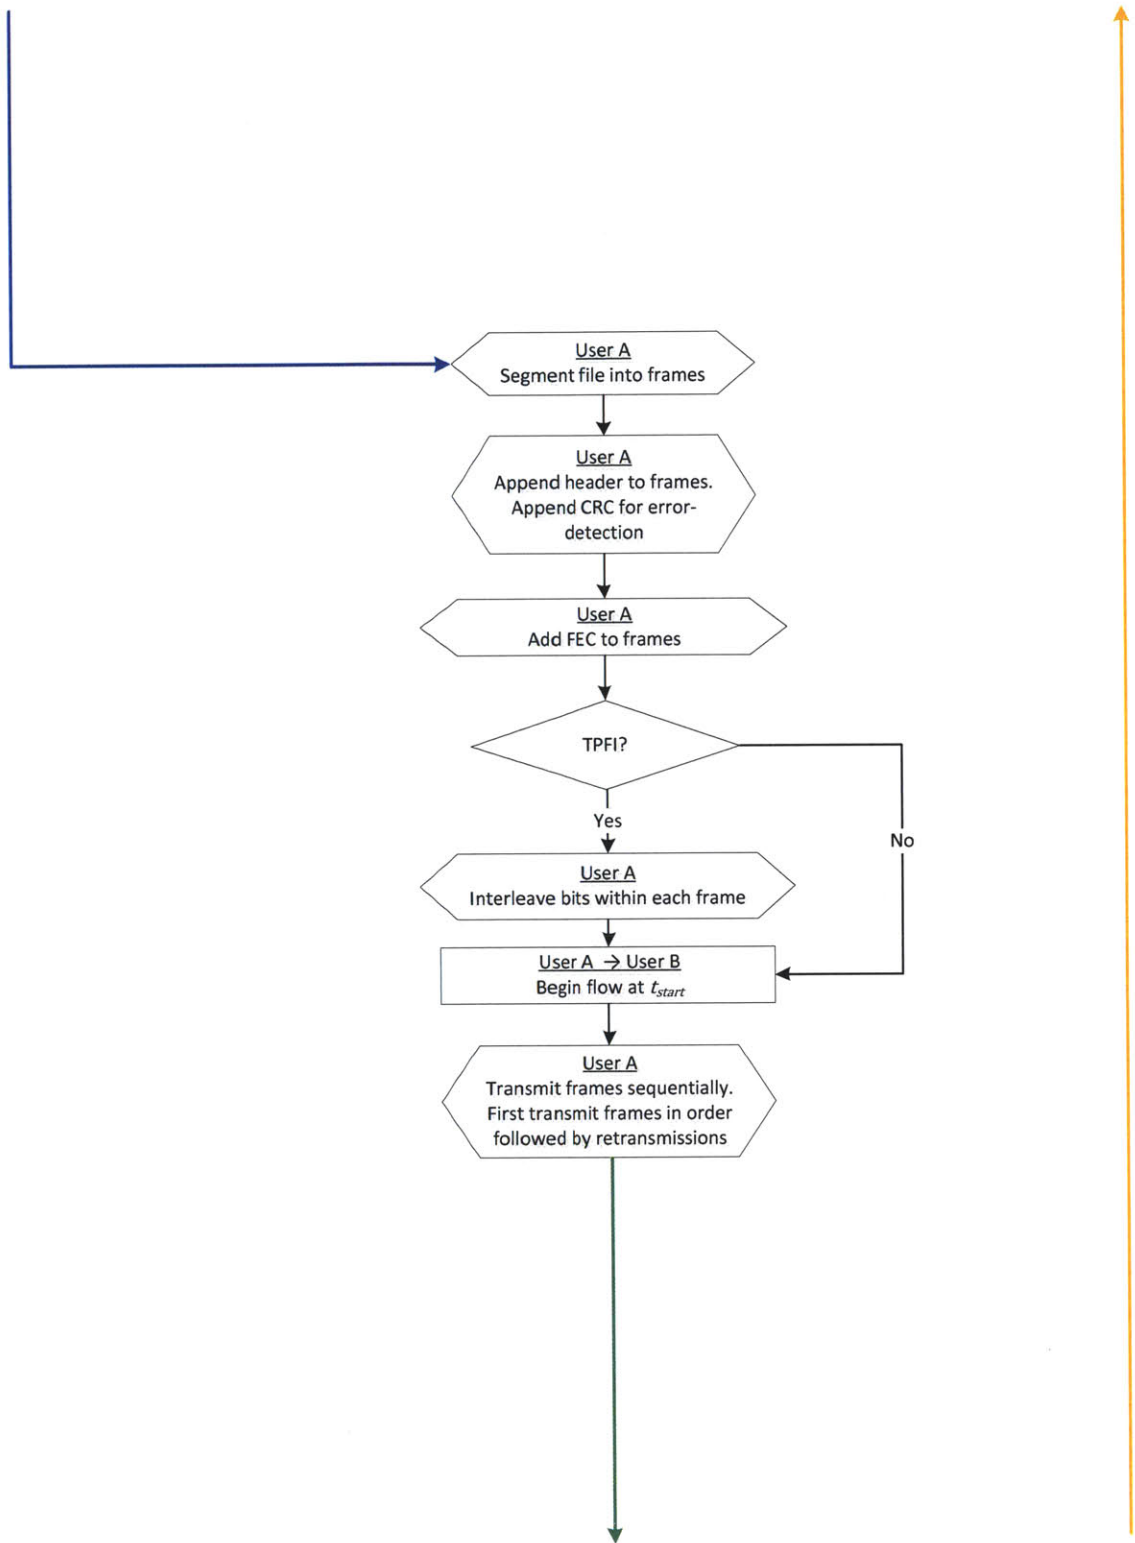 User A
Segment file into frames
User A
Append header to frames.
Append CRC for error-
detection
User A
Add FEC to frames
TPFI?
Yes
No
User A
Interleave bits within each frame
User A → User B
Begin flow at tstart
User A
Transmit frames sequentially.
First transmit frames in order
followed by retransmissions